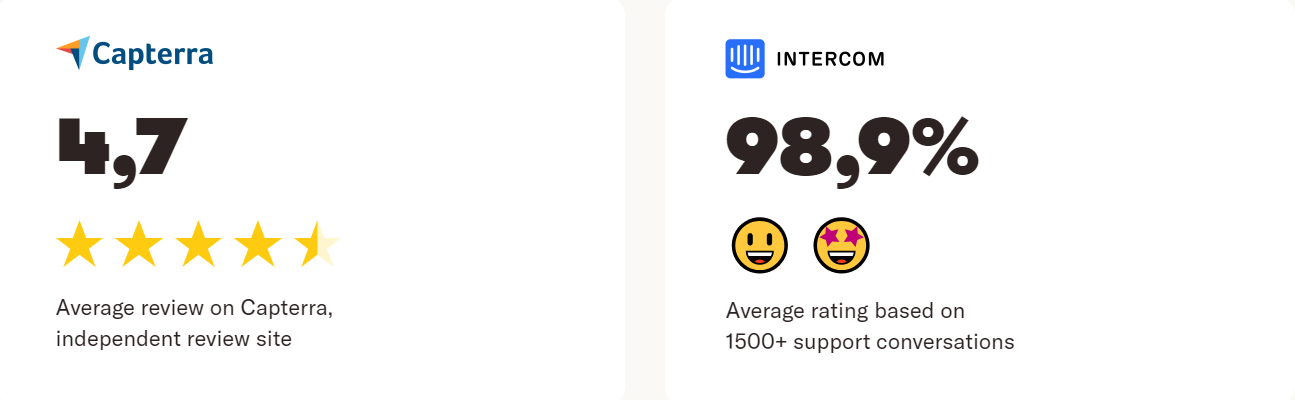 Capterra
4,7
Average review on Capterra,
independent review site
INTERCOM
98,9%
Average rating based on
1500+ support conversations